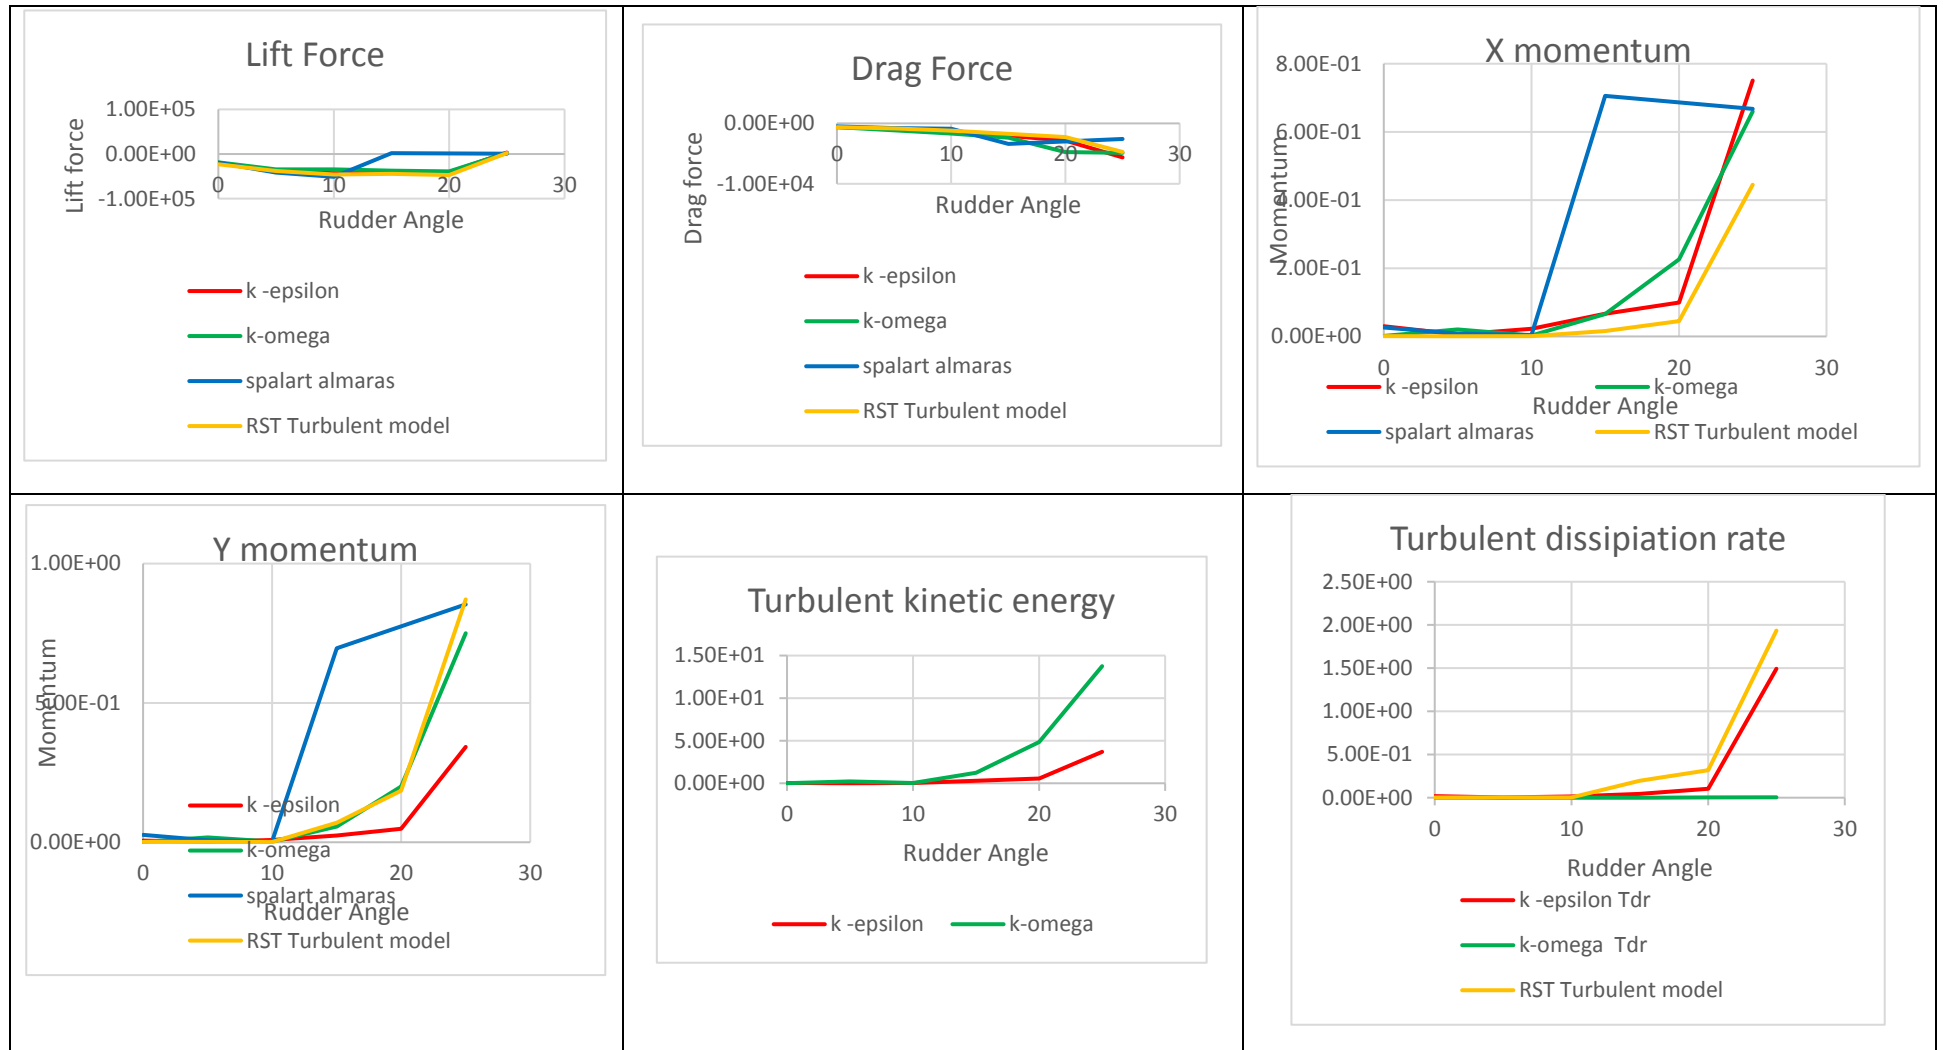 Lift Force
1.00E+05
0.00E+00
-1.00E+05
0 10 20 30
Lift force
Rudder Angle
k -epsilon
k-omega
spalart almaras
RST Turbulent model
Drag Force
0.00E+00
-1.00E+04
0 10 20 30
Drag force
Rudder Angle
k -epsilon
k-omega
spalart almaras
RST Turbulent model
X momentum
8.00E-01
6.00E-01
4.00E-01
2.00E-01
0.00E+00
0 10 20 30
Momentum
Rudder Angle
k -epsilon k-omega
spalart almaras RST Turbulent model
Y momentum
1.00E+00
5.00E-01
0.00E+00
0 10 20 30
Momentum
Rudder Angle
k -epsilon
k-omega
spalart almaras
RST Turbulent model
Turbulent kinetic energy
1.50E+01
1.00E+01
5.00E+00
0.00E+00
0 10 20 30
Rudder Angle
k -epsilon k-omega
Turbulent dissipiation rate
2.50E+00
2.00E+00
1.50E+00
1.00E+00
5.00E-01
0.00E+00
0 10 20 30
Rudder Angle
k -epsilon Tdr
k-omega Tdr
RST Turbulent model